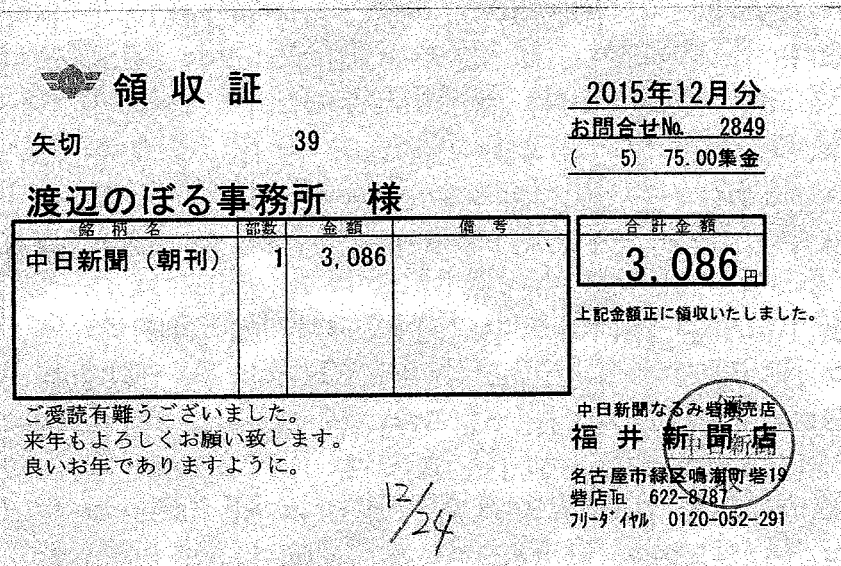 領収証
2015年12月分
お問合せ№ 2849
( 5) 75.00集金
矢切 39
渡辺のぼる事務所 様
銘柄名 部数 金額 備考
中日新聞(朝刊) 1 3,086
合計金額
3,086円
上記金額正に領収いたしました。
ご愛読有難うございました。
来年もよろしくお願い致します。
良いお年でありますように。
12/24
中日新聞なるみ砦専売店
福井新聞店
名古屋市緑区鳴海町砦19
砦店℡ 622-8787
フリーダイヤル 0120-052-291
中日新聞